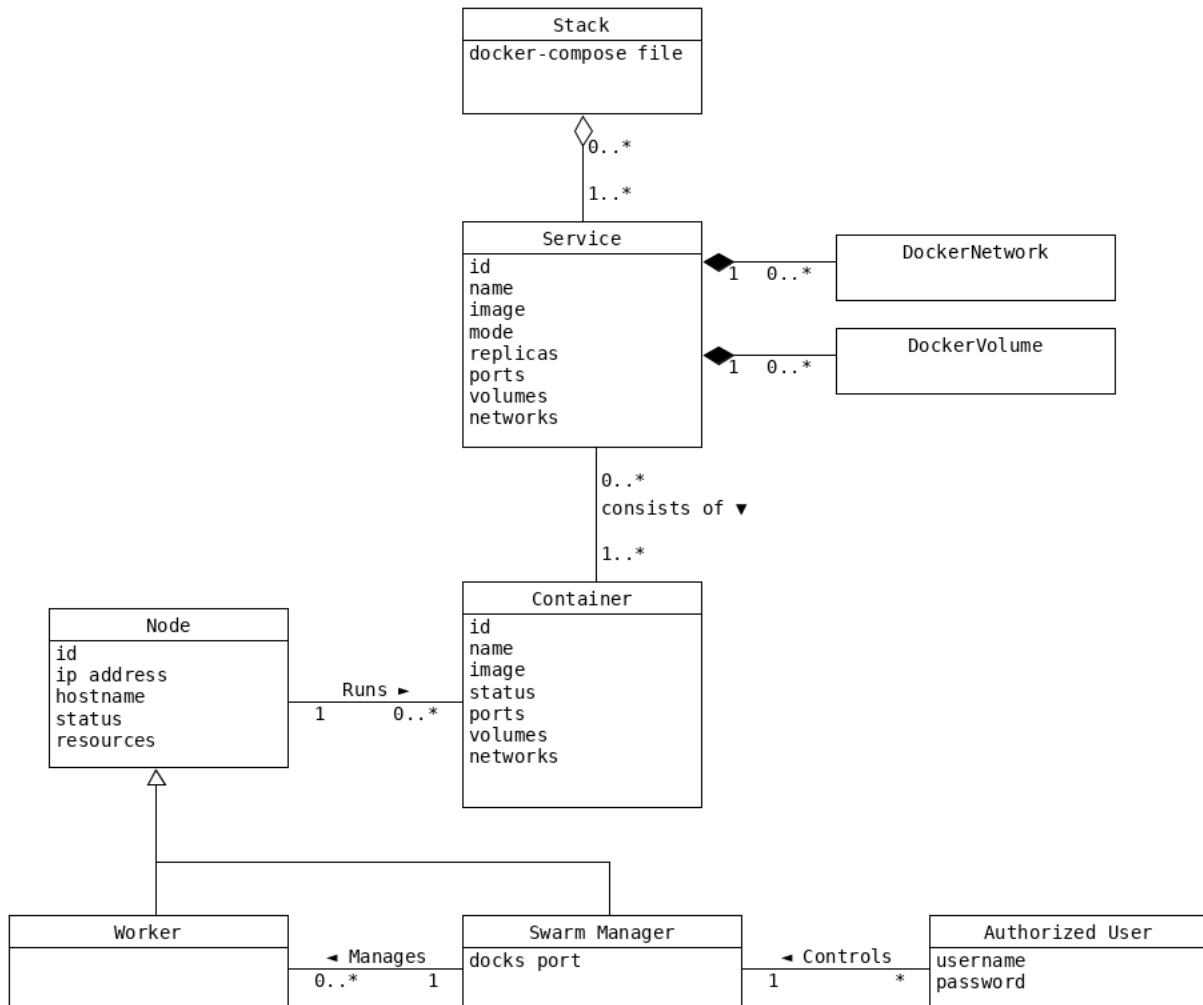 Stack
docker-compose file
0..*
1..*
Service
id
name
image
mode
replicas
ports
volumes
networks
1 0..*
DockerNetwork
1 0..*
DockerVolume
0..*
consists of ▼
1..*
Container
id
name
image
status
ports
volumes
networks
Node
id
ip address
hostname
status
resources
Runs ►
1 0..*
Worker
◄ Manages
0..* 1
Swarm Manager
docks port
◄ Controls
1 *
Authorized User
username
password